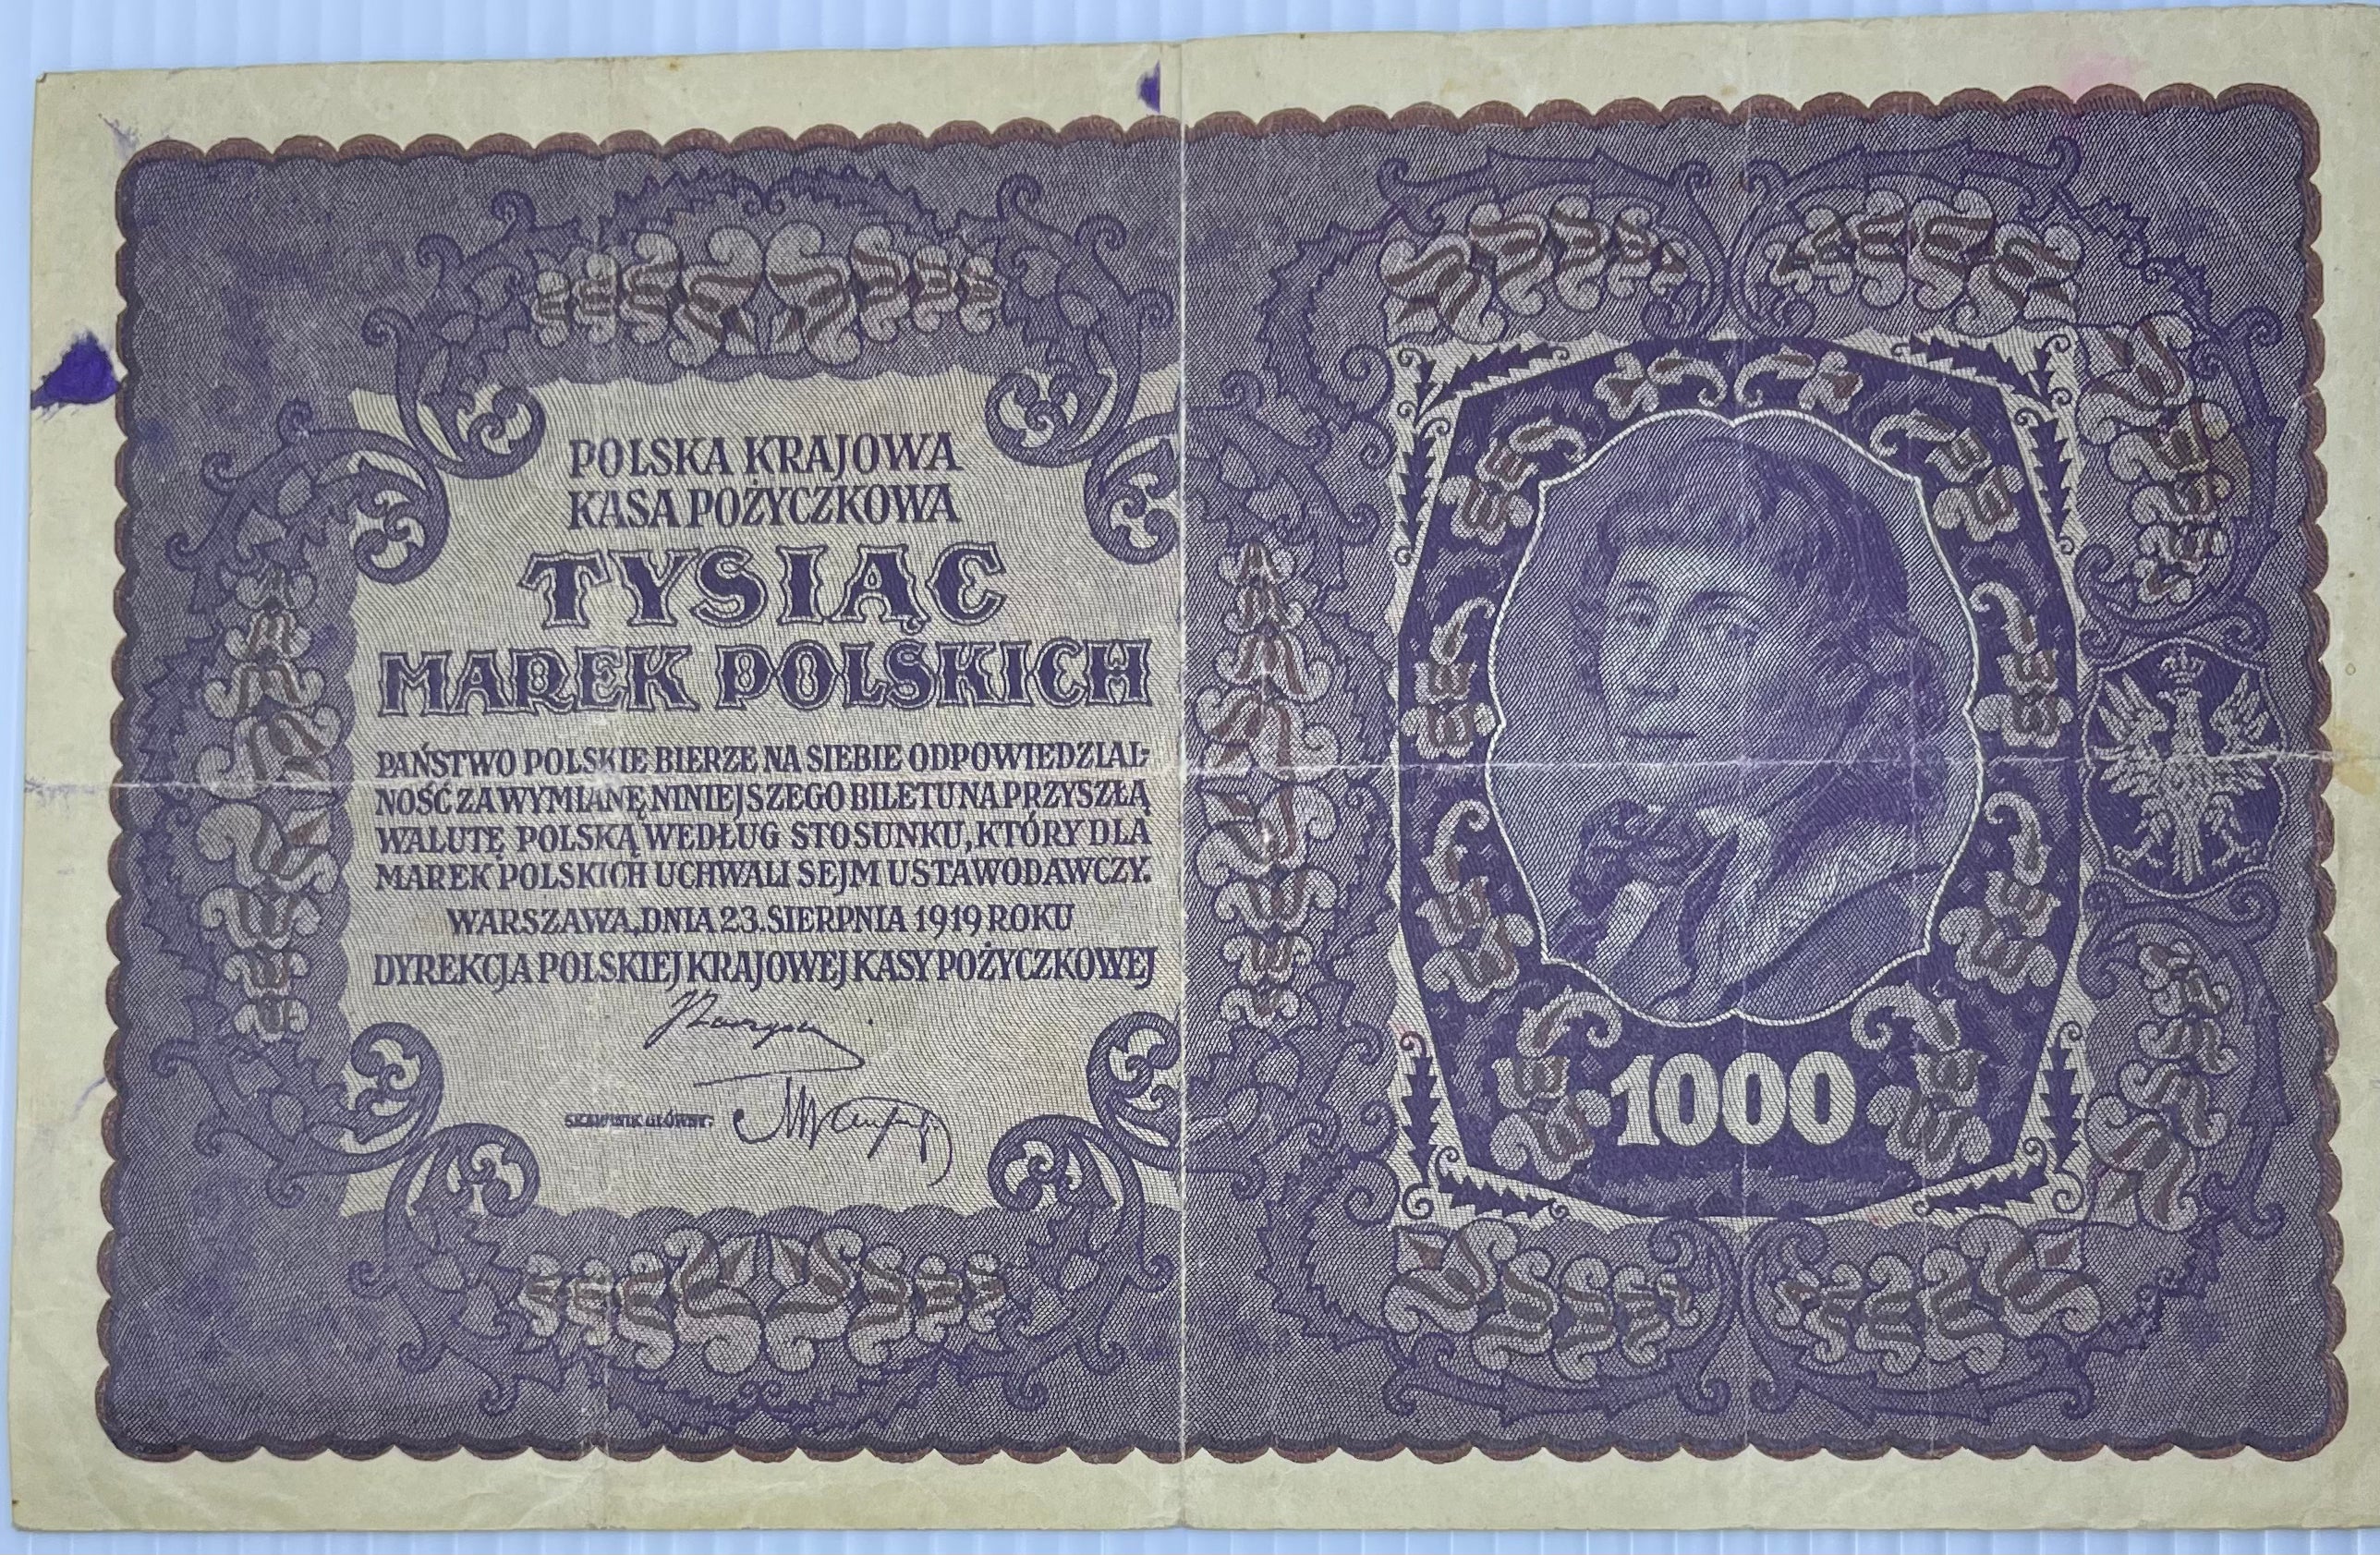 POLSKA KRAJOWA
KASA POŻYCZKOWA
TYSIĄC
MAREK POLSKICH
PAŃSTWO POLSKIE BIERZE NA SIEBIE ODPOWIEDZIAL-
NOŚĆ ZA WYMIANĘ NINIEJSZEGO BILETU NA PRZYSZŁĄ
WALUTĘ POLSKĄ WEDŁUG STOSUNKU, KTÓRY DLA
MAREK POLSKICH UCHWALI SEJM USTAWODAWCZY.
WARSZAWA, DNIA 23. SIERPNIA 1919 ROKU
DYREKCJA POLSKIEJ KRAJOWEJ KASY POŻYCZKOWEJ
SKARBNIK GŁÓWNY:
1000